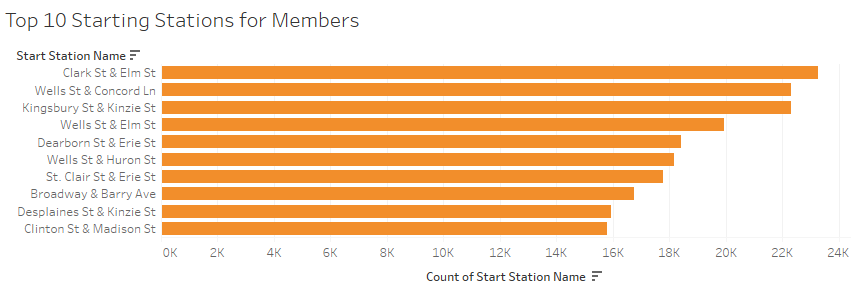 Top 10 Starting Stations for Members
Start Station Name
Clark St & Elm St
Wells St & Concord Ln
Kingsbury St & Kinzie St
Wells St & Elm St
Dearborn St & Erie St
Wells St & Huron St
St. Clair St & Erie St
Broadway & Barry Ave
Desplaines St & Kinzie St
Clinton St & Madison St
0K 2K 4K 6K 8K 10K 12K 14K 16K 18K 20K 22K 24K
Count of Start Station Name